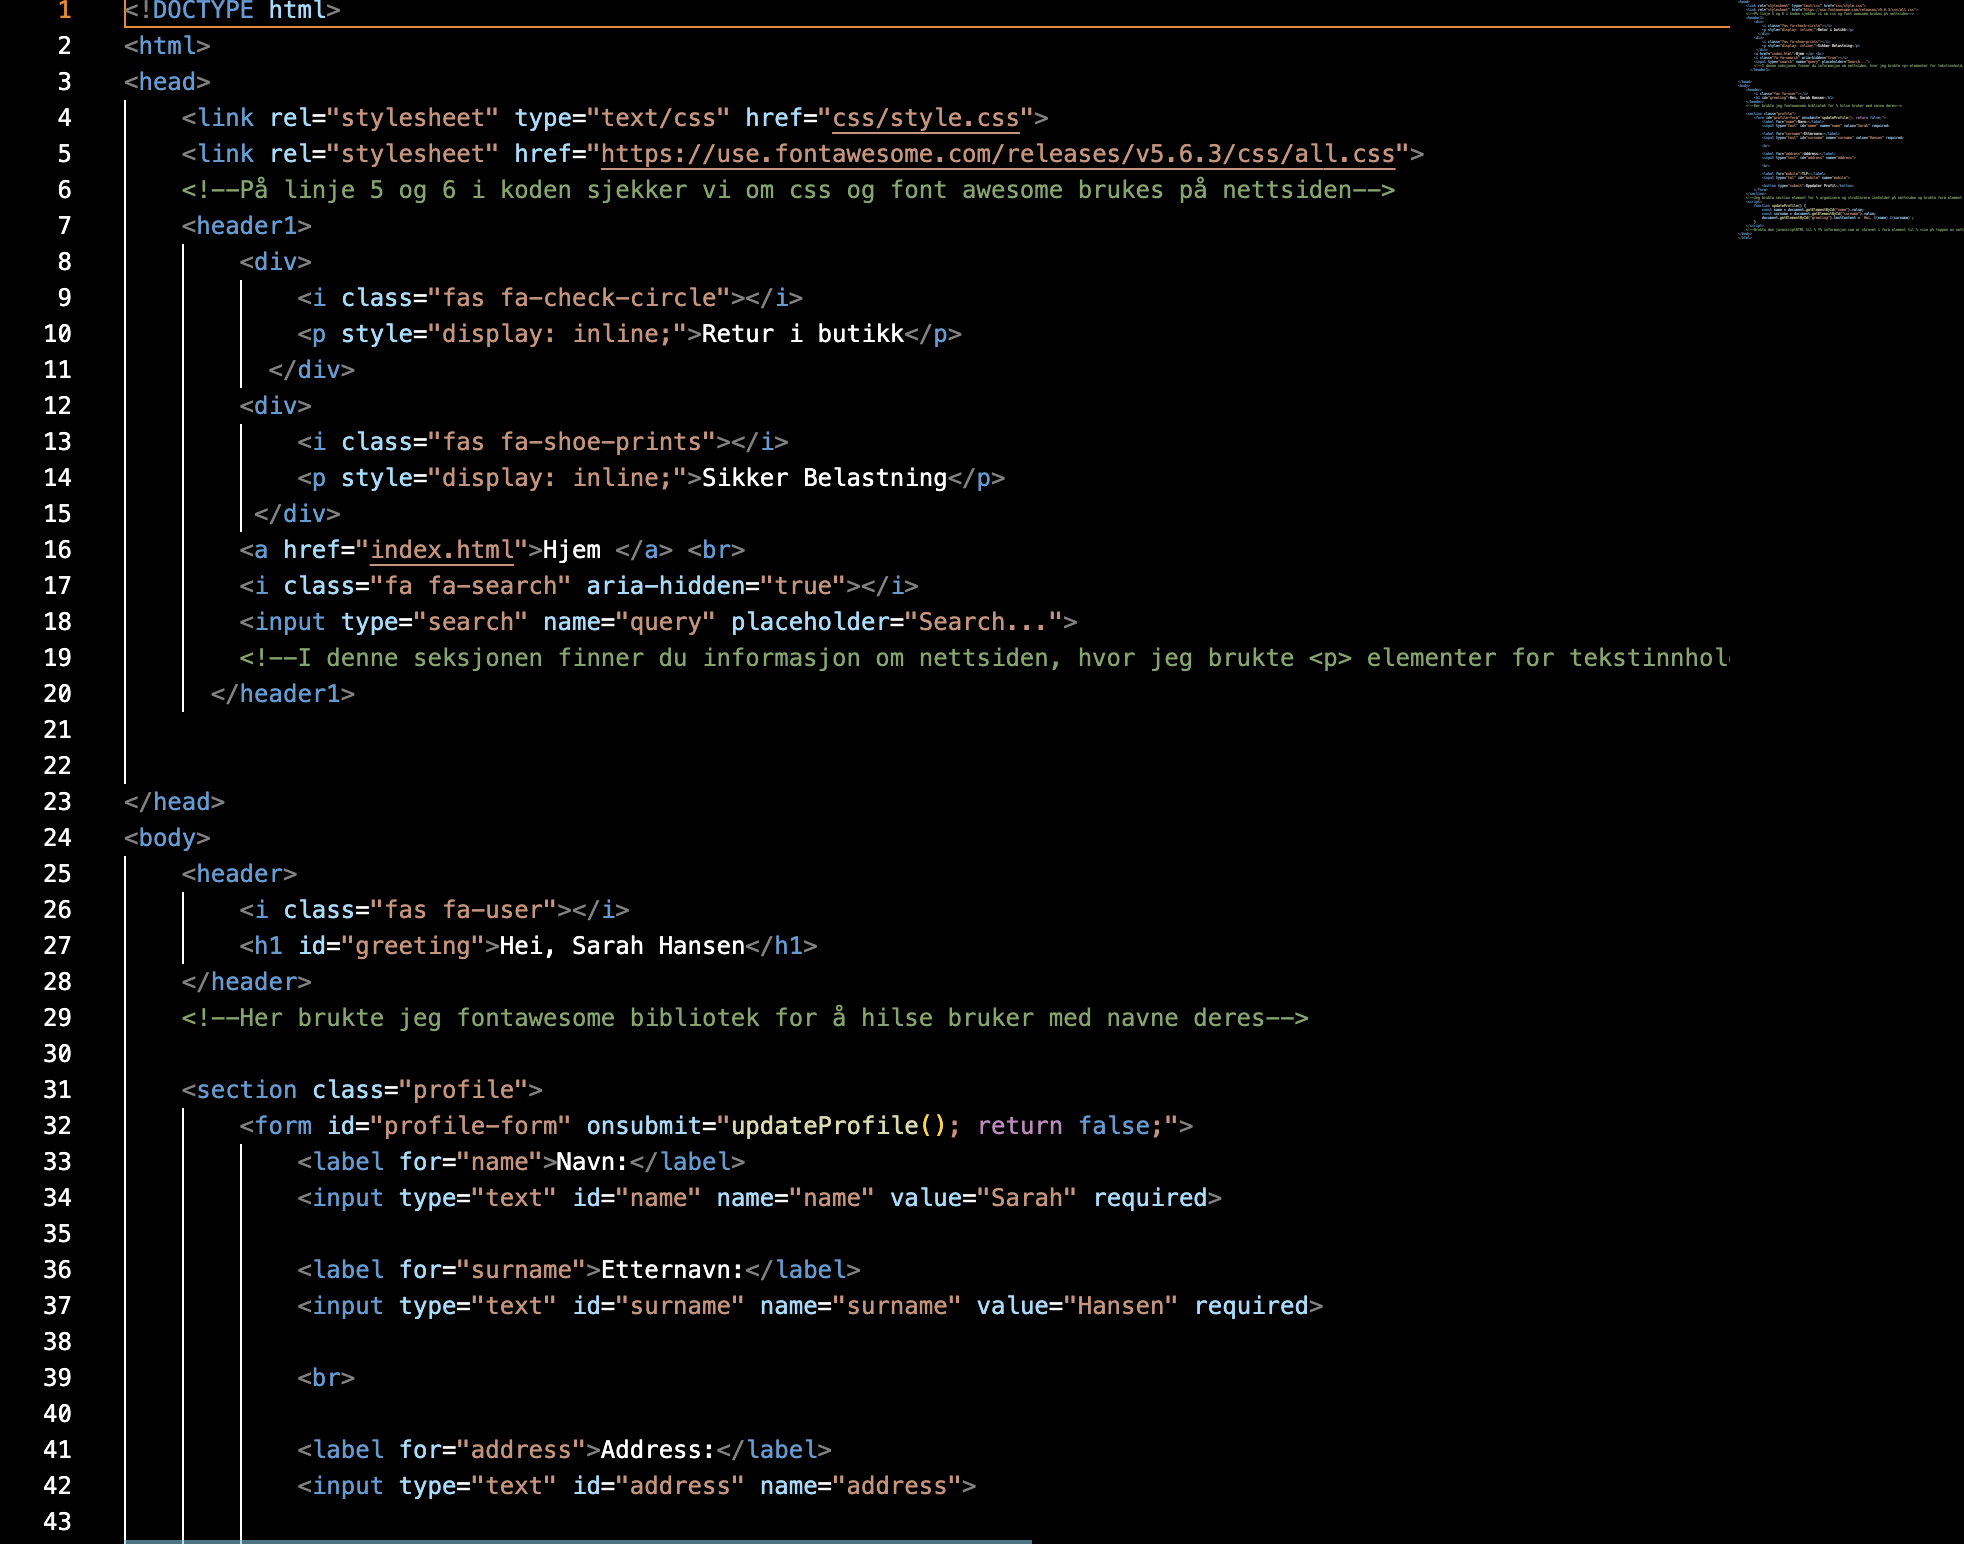 1 <!DOCTYPE html>
2 <html>
3 <head>
4 <link rel="stylesheet" type="text/css" href="css/style.css">
5 <link rel="stylesheet" href="https://use.fontawesome.com/releases/v5.6.3/css/all.css">
6 <!--På linje 5 og 6 i koden sjekker vi om css og font awesome brukes på nettsiden-->
7 <header1>
8 <div>
9 <i class="fas fa-check-circle"></i>
10 <p style="display: inline;">Retur i butikk</p>
11 </div>
12 <div>
13 <i class="fas fa-shoe-prints"></i>
14 <p style="display: inline;">Sikker Belastning</p>
15 </div>
16 <a href="index.html">Hjem </a> <br>
17 <i class="fa fa-search" aria-hidden="true"></i>
18 <input type="search" name="query" placeholder="Search...">
19 <!--I denne seksjonen finner du informasjon om nettsiden, hvor jeg brukte <p> elementer for tekstinnhol
20 </header1>
21
22
23 </head>
24 <body>
25 <header>
26 <i class="fas fa-user"></i>
27 <h1 id="greeting">Hei, Sarah Hansen</h1>
28 </header>
29 <!--Her brukte jeg fontawesome bibliotek for å hilse bruker med navne deres-->
30
31 <section class="profile">
32 <form id="profile-form" onsubmit="updateProfile(); return false;">
33 <label for="name">Navn:</label>
34 <input type="text" id="name" name="name" value="Sarah" required>
35
36 <label for="surname">Etternavn:</label>
37 <input type="text" id="surname" name="surname" value="Hansen" required>
38
39 <br>
40
41 <label for="address">Address:</label>
42 <input type="text" id="address" name="address">
43